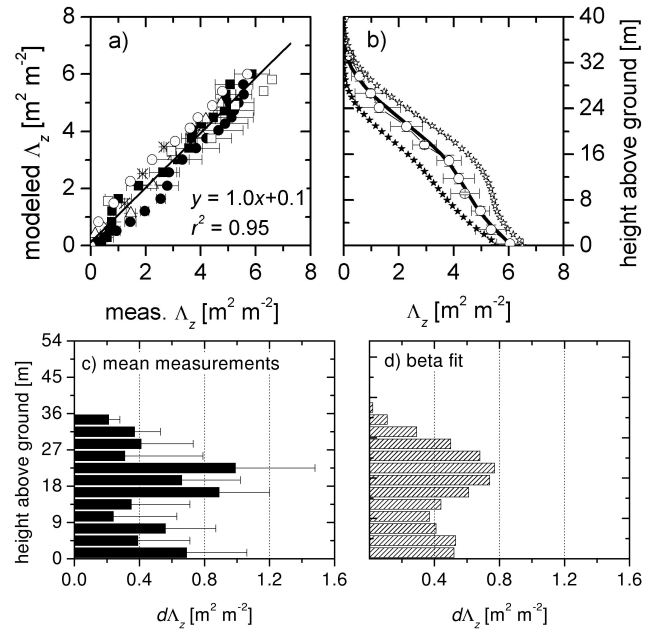 a)
modeled Λz [m² m⁻²]
8
6
4
2
0
y = 1.0x+0.1
r² = 0.95
0 2 4 6 8
meas. Λz [m² m⁻²]
b)
40
32
24
16
8
0
height above ground [m]
0 2 4 6 8
Λz [m² m⁻²]
c) mean measurements
height above ground [m]
54
45
36
27
18
9
0
0.0 0.4 0.8 1.2 1.6
dΛz [m² m⁻²]
d) beta fit
0.4 0.8 1.2 1.6
dΛz [m² m⁻²]